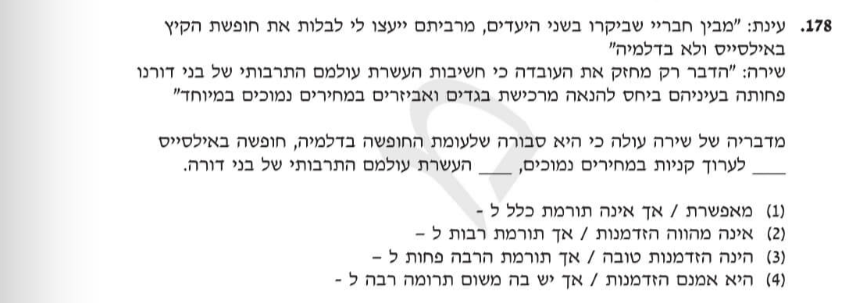 178. עינת: "מבין חבריי שביקרו בשני היעדים, מרביתם ייעצו לי לבלות את חופשת הקיץ
באילסייס ולא בדלמיה"
שירה: "הדבר רק מחזק את העובדה כי חשיבות העשרת עולמם התרבותי של בני דורנו
פחותה בעיניהם ביחס להנאה מרכישת בגדים ואביזרים במחירים נמוכים במיוחד"
מדבריה של שירה עולה כי היא סבורה שלעומת החופשה בדלמיה, חופשה באילסייס
____ לערוך קניות במחירים נמוכים, ____ העשרת עולמם התרבותי של בני דורה.
(1) מאפשרת / אך אינה תורמת כלל ל -
(2) אינה מהווה הזדמנות / אך תורמת רבות ל –
(3) הינה הזדמנות טובה / אך תורמת הרבה פחות ל –
(4) היא אמנם הזדמנות / אך יש בה משום תרומה רבה ל -